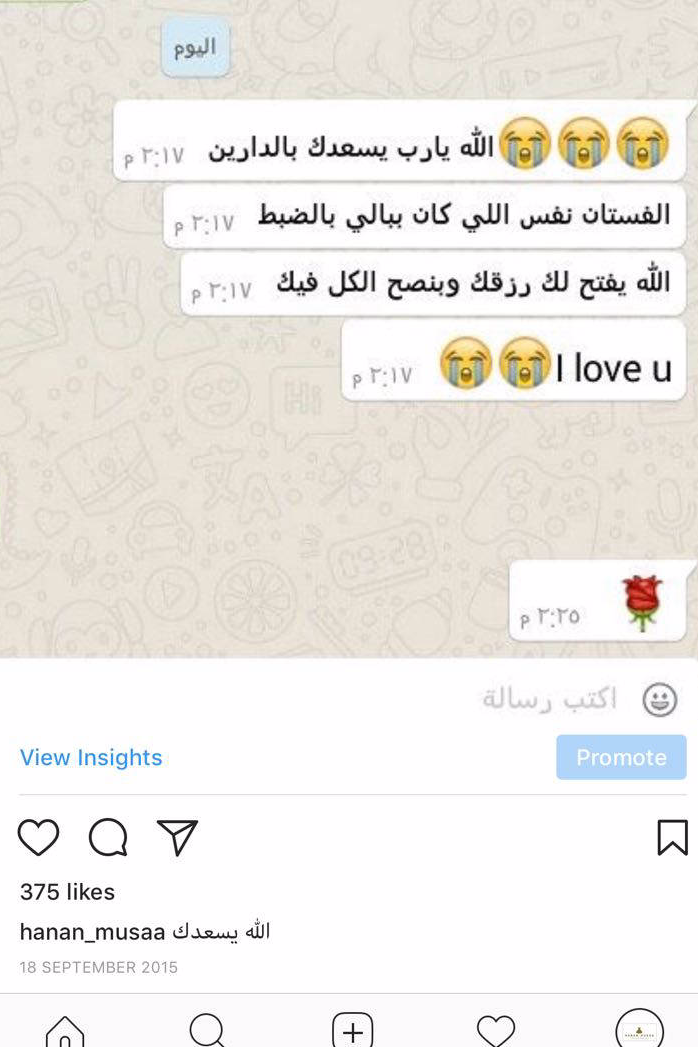 اليوم
😭😭😭الله يارب يسعدك بالدارين ٣:١٧ م
الفستان نفس اللي كان ببالي بالضبط ٣:١٧ م
الله يفتح لك رزقك وبنصح الكل فيك ٣:١٧ م
I love u😭😭 ٣:١٧ م
🌹 ٣:٢٥ م
اكتب رسالة
View Insights
Promote
375 likes
hanan_musaa الله يسعدك
18 SEPTEMBER 2015